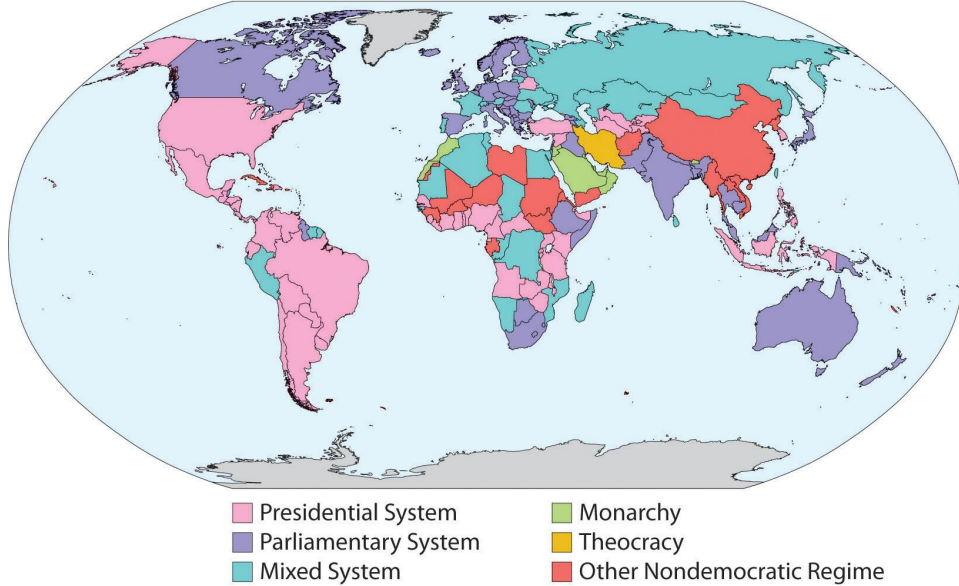 Presidential System
Parliamentary System
Mixed System
Monarchy
Theocracy
Other Nondemocratic Regime